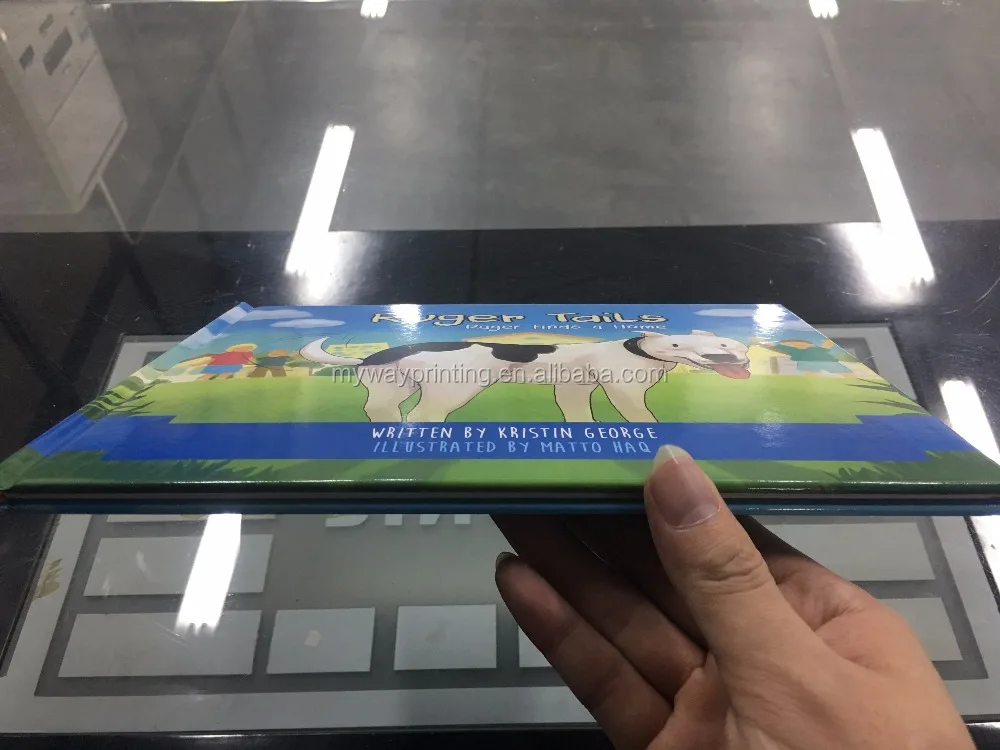 Ruger Tails
Ruger Finds a Home
mywayprinting.en.alibaba.com
WRITTEN BY KRISTIN GEORGE
ILLUSTRATED BY MATTO HAQ